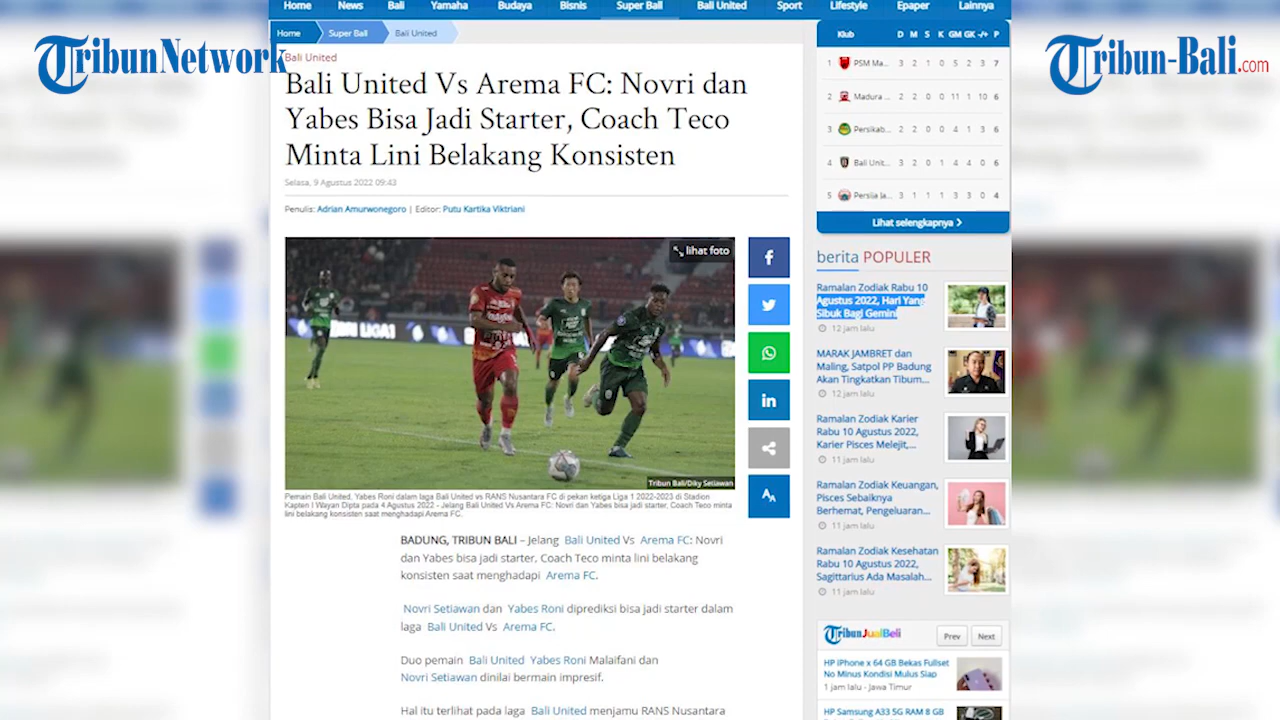 Home News Bali Yamaha Budaya Bisnis Super Ball Bali United Sport Lifestyle Epaper Lainnya
Home Super Ball Bali United
TribunNetwork
Tribun-Bali.com
Bali United
Bali United Vs Arema FC: Novri dan
Yabes Bisa Jadi Starter, Coach Teco
Minta Lini Belakang Konsisten
Selasa, 9 Agustus 2022 09:43
Penulis: Adrian Amurwonegoro | Editor: Putu Kartika Viktriani
lihat foto
BRI LIGA1
Tribun Bali/Diky Setiawan
Pemain Bali United, Yabes Roni dalam laga Bali United vs RANS Nusantara FC di pekan ketiga Liga 1 2022-2023 di Stadion
Kapten I Wayan Dipta pada 4 Agustus 2022 - Jelang Bali United Vs Arema FC: Novri dan Yabes bisa jadi starter, Coach Teco minta
lini belakang konsisten saat menghadapi Arema FC.
BADUNG, TRIBUN BALI – Jelang Bali United Vs Arema FC: Novri
dan Yabes bisa jadi starter, Coach Teco minta lini belakang
konsisten saat menghadapi Arema FC.
Novri Setiawan dan Yabes Roni diprediksi bisa jadi starter dalam
laga Bali United Vs Arema FC.
Duo pemain Bali United Yabes Roni Malaifani dan
Novri Setiawan dinilai bermain impresif.
Hal itu terlihat pada laga Bali United menjamu RANS Nusantara
f
in
AA
Klub D M S K GM GK -/+ P
1 PSM Ma... 3 2 1 0 5 2 3 7
2 Madura ... 2 2 0 0 11 1 10 6
3 Persikab... 2 2 0 0 4 1 3 6
4 Bali Unit... 3 2 0 1 4 4 0 6
5 Persija Ja... 3 1 1 1 3 3 0 4
Lihat selengkapnya
berita POPULER
Ramalan Zodiak Rabu 10
Agustus 2022, Hari Yang
Sibuk Bagi Gemini
12 jam lalu
MARAK JAMBRET dan
Maling, Satpol PP Badung
Akan Tingkatkan Tibum...
12 jam lalu
Ramalan Zodiak Karier
Rabu 10 Agustus 2022,
Karier Pisces Melejit,...
11 jam lalu
Ramalan Zodiak Keuangan,
Pisces Sebaiknya
Berhemat, Pengeluaran...
11 jam lalu
Ramalan Zodiak Kesehatan
Rabu 10 Agustus 2022,
Sagittarius Ada Masalah...
11 jam lalu
TribunJualBeli Prev Next
HP iPhone x 64 GB Bekas Fullset
No Minus Kondisi Mulus Siap
1 jam lalu - Jawa Timur
HP Samsung A33 5G RAM 8 GB